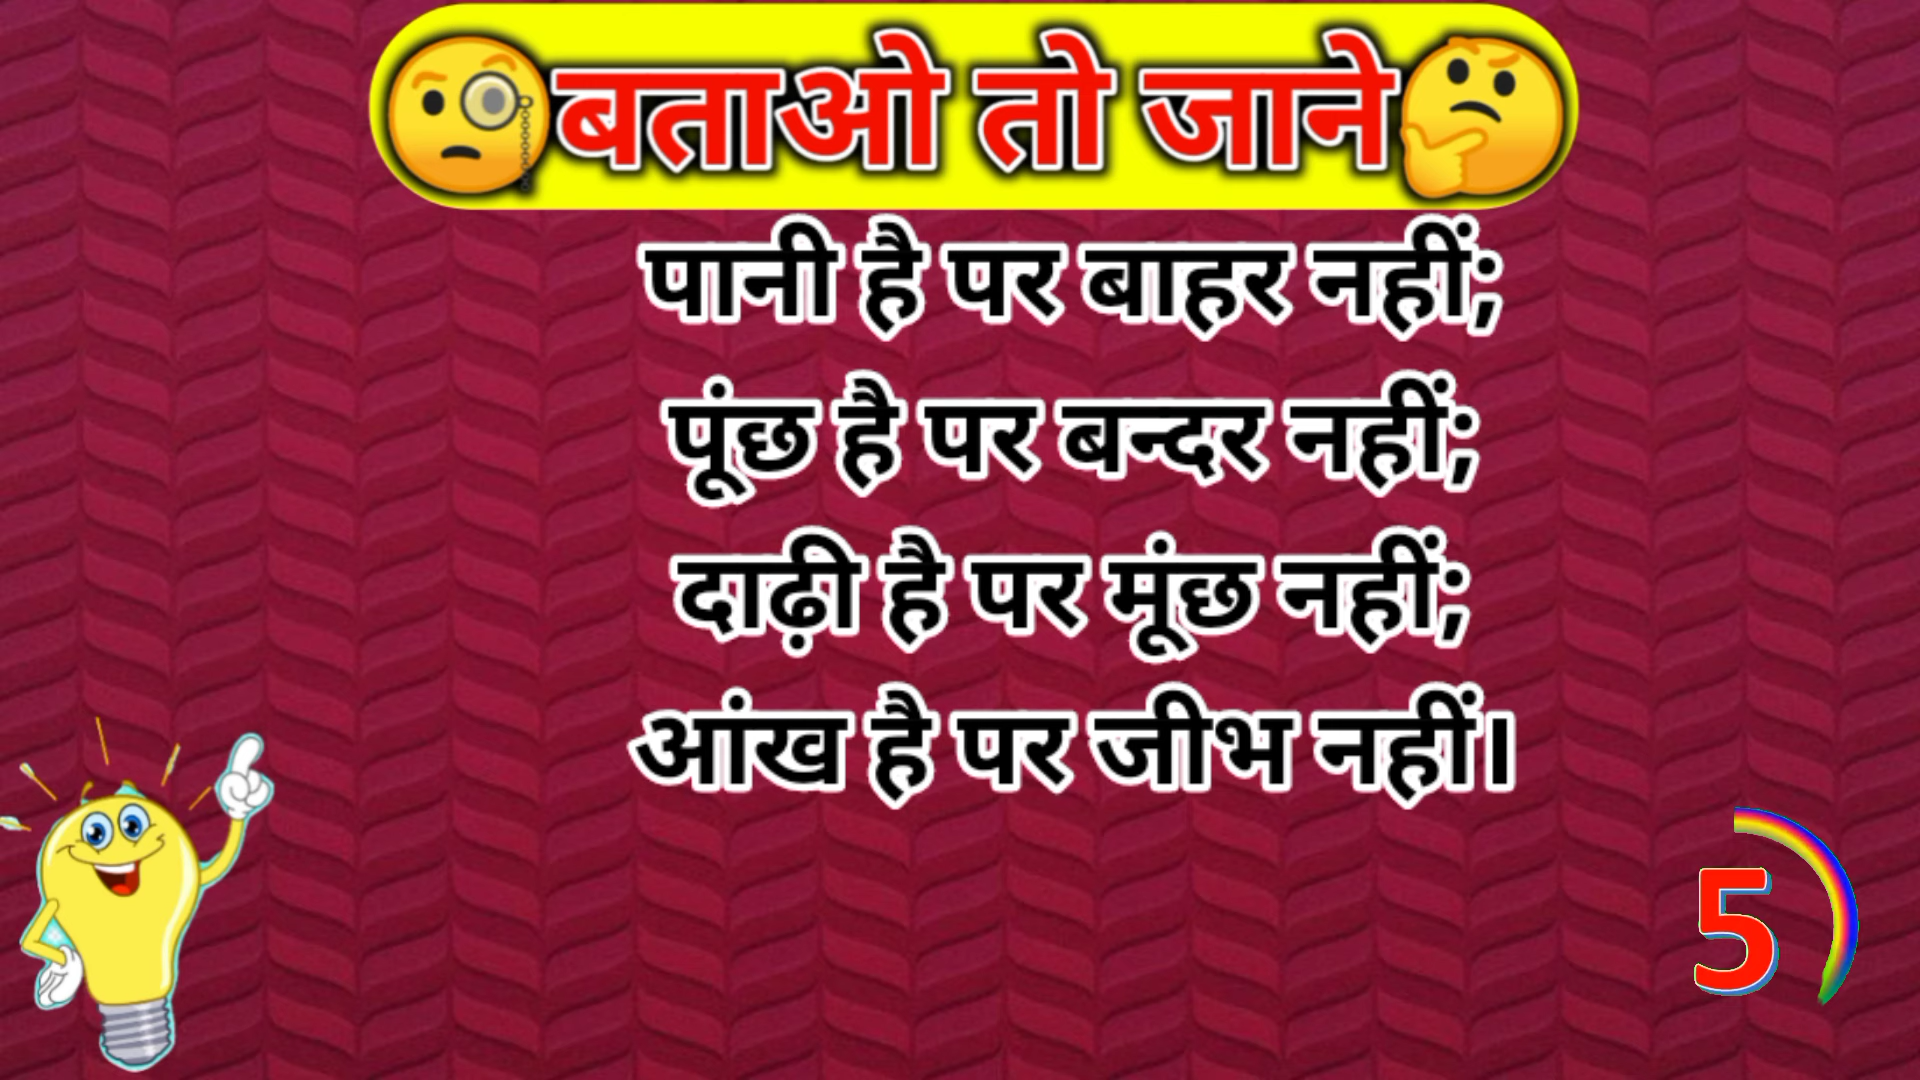 बताओ तो जाने
पानी है पर बाहर नहीं;
पूंछ है पर बन्दर नहीं;
दाढ़ी है पर मूंछ नहीं;
आंख है पर जीभ नहीं।
5